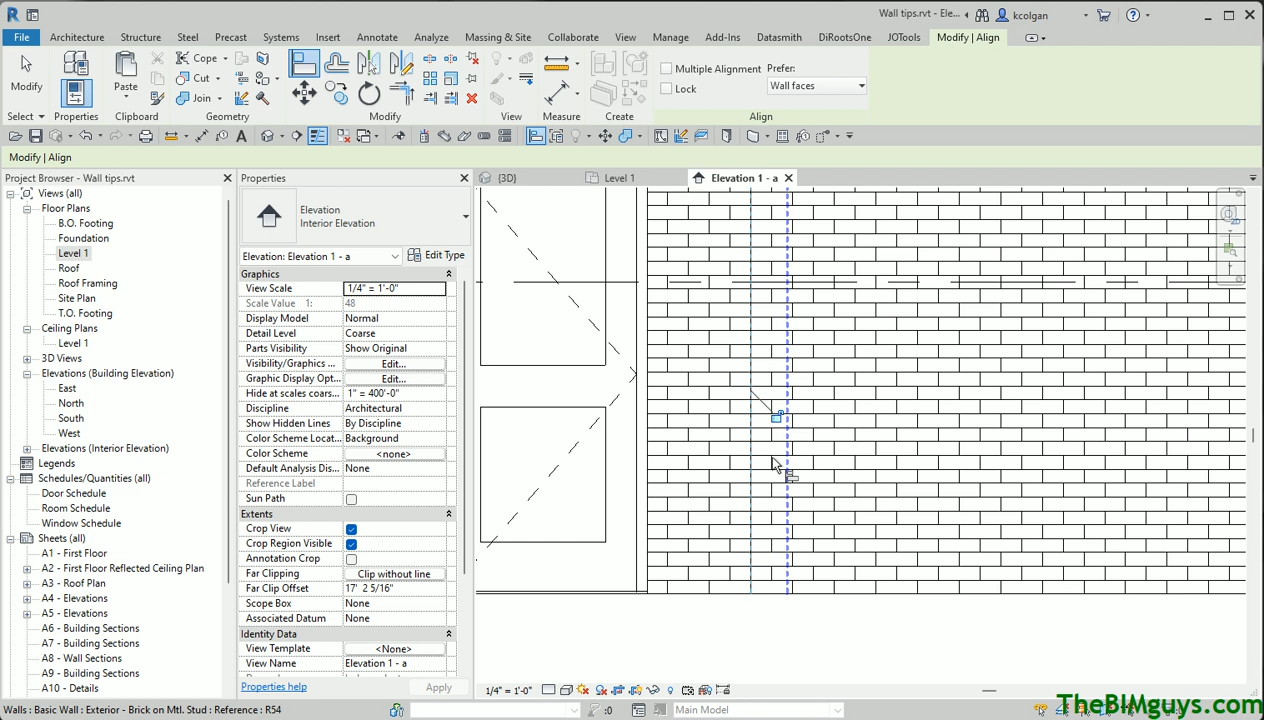 Wall tips.rvt - Ele...
kcolgan
File
Architecture
Structure
Steel
Precast
Systems
Insert
Annotate
Analyze
Massing & Site
Collaborate
View
Manage
Add-Ins
Datasmith
DiRootsOne
JOTools
Modify | Align
Modify
Paste
Cope
Cut
Join
Multiple Alignment
Lock
Prefer:
Wall faces
Select
Properties
Clipboard
Geometry
Modify
View
Measure
Create
Align
Modify | Align
Project Browser - Wall tips.rvt
Views (all)
Floor Plans
B.O. Footing
Foundation
Level 1
Roof
Roof Framing
Site Plan
T.O. Footing
Ceiling Plans
Level 1
3D Views
Elevations (Building Elevation)
East
North
South
West
Elevations (Interior Elevation)
Legends
Schedules/Quantities (all)
Door Schedule
Room Schedule
Window Schedule
Sheets (all)
A1 - First Floor
A2 - First Floor Reflected Ceiling Plan
A3 - Roof Plan
A4 - Elevations
A5 - Elevations
A6 - Building Sections
A7 - Building Sections
A8 - Wall Sections
A9 - Building Sections
A10 - Details
Properties
Elevation
Interior Elevation
Elevation: Elevation 1 - a
Edit Type
Graphics
View Scale 1/4" = 1'-0"
Scale Value 1: 48
Display Model Normal
Detail Level Coarse
Parts Visibility Show Original
Visibility/Graphics ... Edit...
Graphic Display Opt... Edit...
Hide at scales coars... 1" = 400'-0"
Discipline Architectural
Show Hidden Lines By Discipline
Color Scheme Locat... Background
Color Scheme <none>
Default Analysis Dis... None
Reference Label
Sun Path
Extents
Crop View
Crop Region Visible
Annotation Crop
Far Clipping Clip without line
Far Clip Offset 17' 2 5/16"
Scope Box None
Associated Datum None
Identity Data
View Template <None>
View Name Elevation 1 - a
Properties help
Apply
{3D}
Level 1
Elevation 1 - a
2D
1/4" = 1'-0"
Walls : Basic Wall : Exterior - Brick on Mtl. Stud : Reference : R54
:0
Main Model
:0
TheBIMguys.com